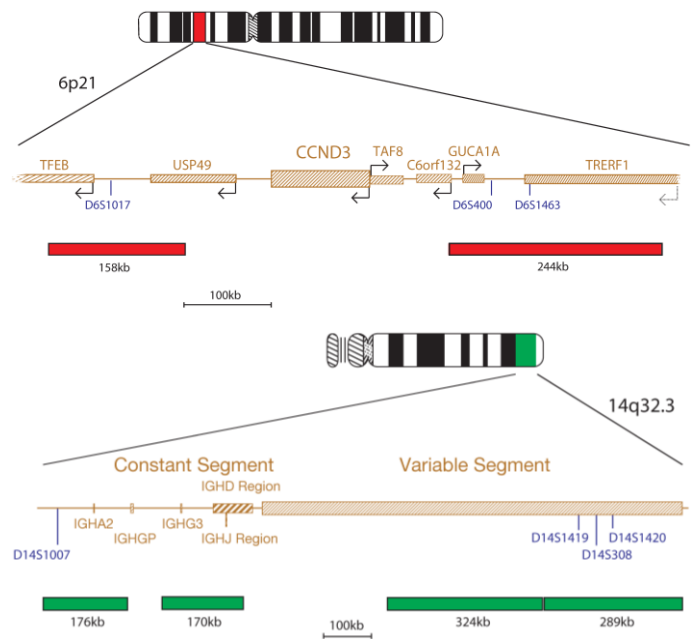 6p21
CCND3
TFEB
USP49
TAF8
C6orf132
GUCA1A
TRERF1
D6S1017
D6S400
D6S1463
158kb
244kb
100kb
14q32.3
Constant Segment
Variable Segment
IGHD Region
IGHA2
IGHGP
IGHG3
IGHJ Region
D14S1007
D14S1419
D14S308
D14S1420
176kb
170kb
100kb
324kb
289kb